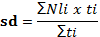 sd = ∑Nli x ti / ∑ti